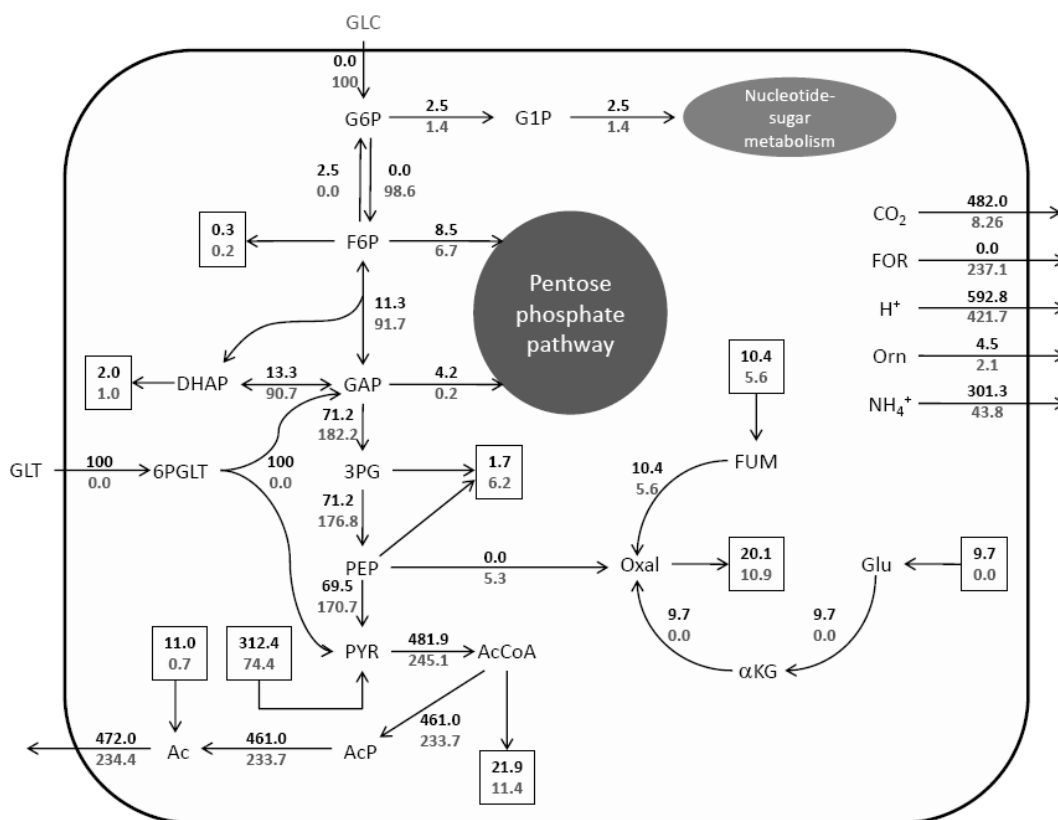 GLC
0.0
100
G6P
2.5
1.4
G1P
2.5
1.4
Nucleotide-
sugar
metabolism
2.5
0.0
0.0
98.6
CO2
482.0
8.26
0.3
0.2
F6P
8.5
6.7
FOR
0.0
237.1
Pentose
phosphate
pathway
11.3
91.7
H+
592.8
421.7
Orn
4.5
2.1
NH4+
301.3
43.8
2.0
1.0
DHAP
13.3
90.7
GAP
4.2
0.2
10.4
5.6
71.2
182.2
GLT
100
0.0
6PGLT
100
0.0
3PG
1.7
6.2
FUM
10.4
5.6
71.2
176.8
PEP
0.0
5.3
Oxal
20.1
10.9
Glu
9.7
0.0
69.5
170.7
9.7
0.0
9.7
0.0
αKG
11.0
0.7
312.4
74.4
PYR
481.9
245.1
AcCoA
472.0
234.4
Ac
461.0
233.7
AcP
461.0
233.7
21.9
11.4